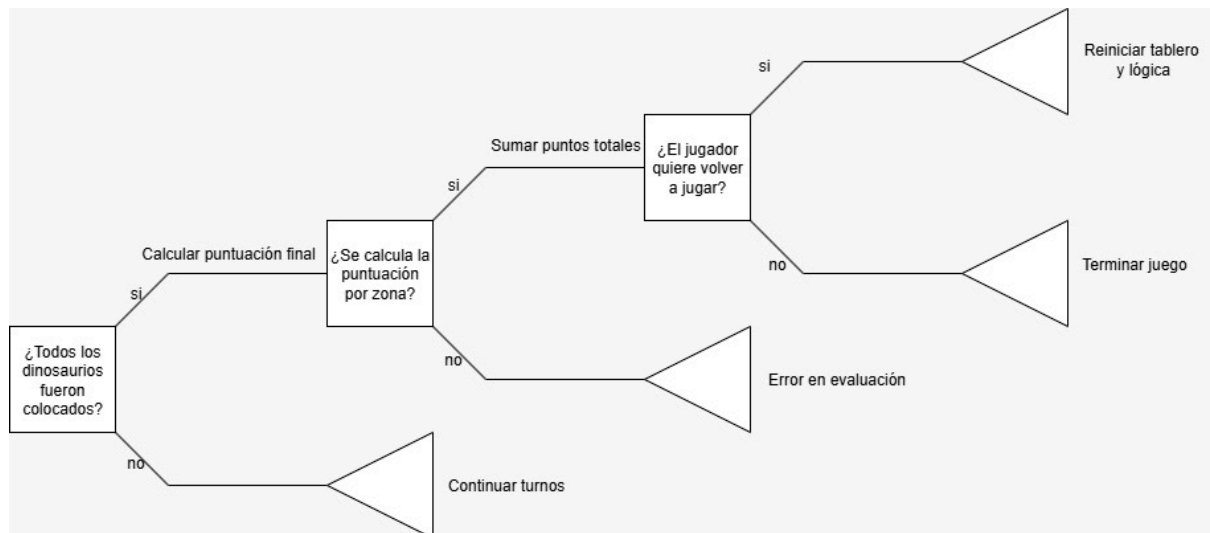 Reiniciar tablero
y lógica
si
Sumar puntos totales
¿El jugador
quiere volver
a jugar?
si
no
Terminar juego
Calcular puntuación final
¿Se calcula la
puntuación
por zona?
si
no
Error en evaluación
¿Todos los
dinosaurios
fueron
colocados?
no
Continuar turnos